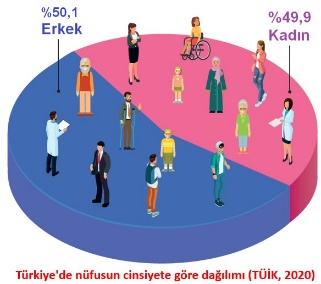 %50,1
Erkek
%49,9
Kadın
Türkiye'de nüfusun cinsiyete göre dağılımı (TÜİK, 2020)